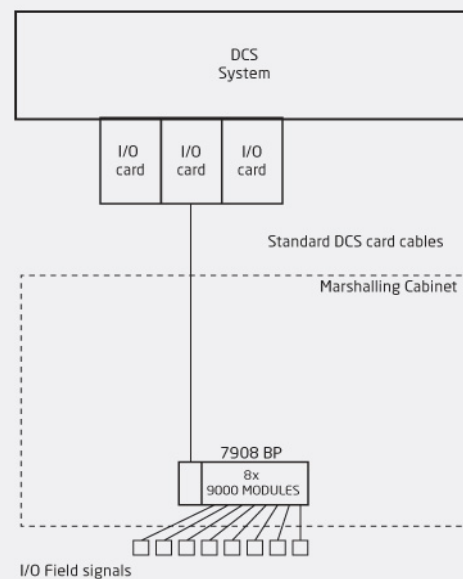 DCS
System
I/O
card
I/O
card
I/O
card
Standard DCS card cables
Marshalling Cabinet
7908 BP
8x
9000 MODULES
I/O Field signals